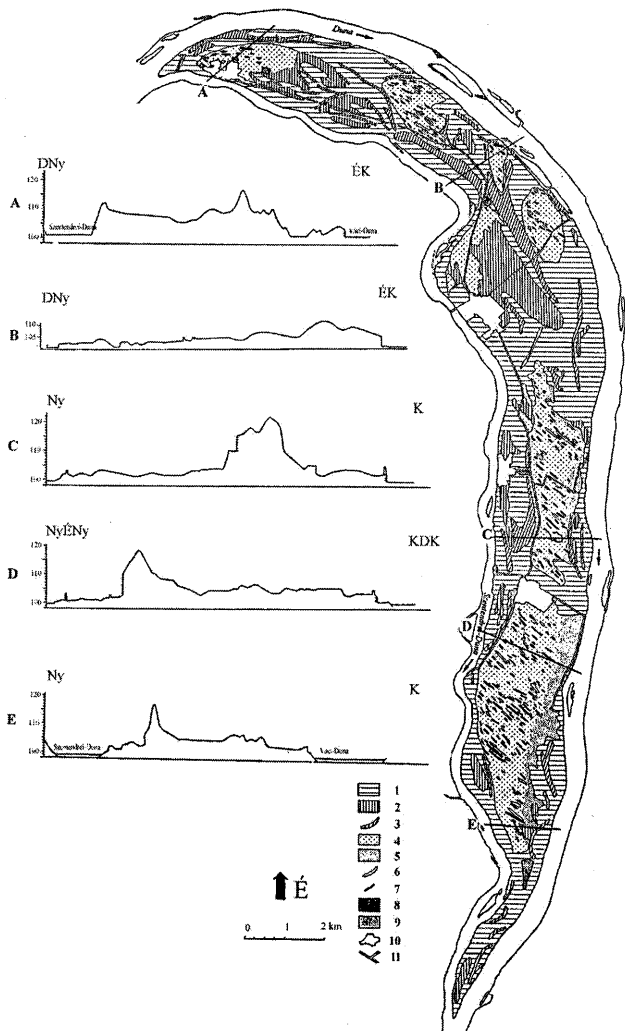 Duna
A
B
DNy
ÉK
A
120
110
100
Szentendrei-Duna
Váci-Duna
DNy
ÉK
B
110
105
Ny
K
C
120
110
100
C
NyÉNy
KDK
D
120
110
100
D
Ny
K
E
120
110
100
Szentendrei-Duna
Váci-Duna
E
1
2
3
4
5
6
7
8
9
10
11
É
0 1 2 km